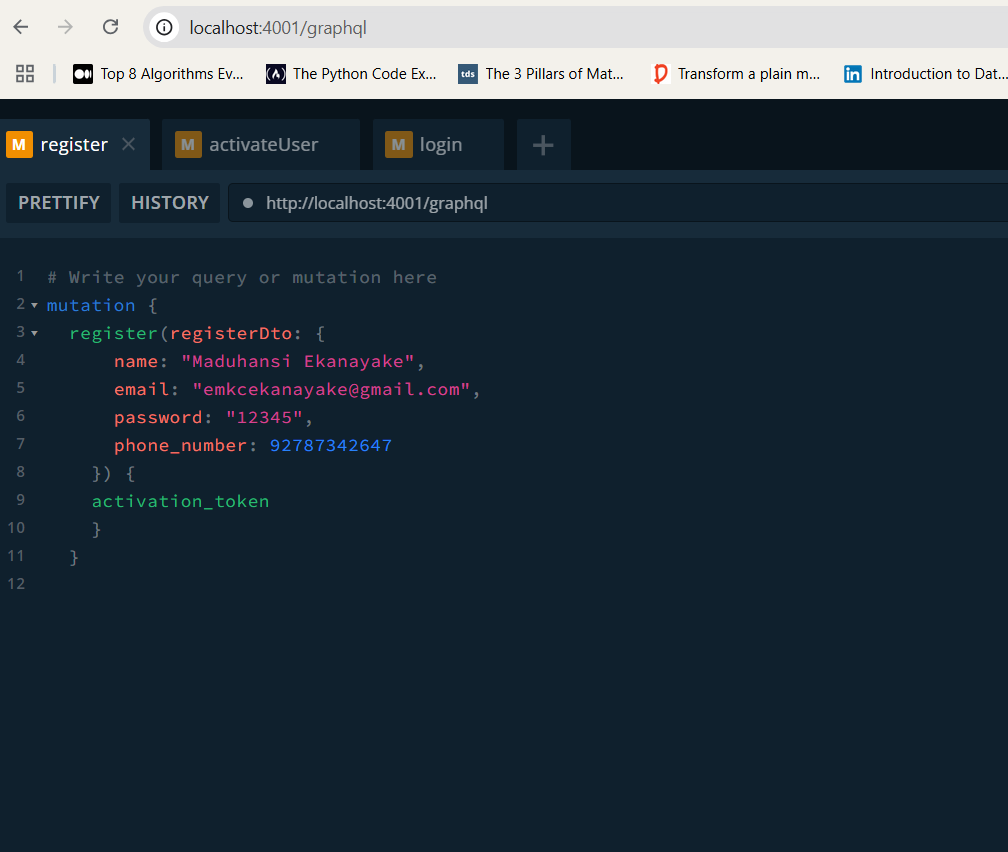 localhost:4001/graphql
Top 8 Algorithms Ev... The Python Code Ex... tds The 3 Pillars of Mat... Transform a plain m... in Introduction to Dat...
M register × M activateUser M login +
PRETTIFY HISTORY http://localhost:4001/graphql
1 # Write your query or mutation here
2 mutation {
3 register(registerDto: {
4 name: "Maduhansi Ekanayake",
5 email: "emkcekanayake@gmail.com",
6 password: "12345",
7 phone_number: 92787342647
8 }) {
9 activation_token
10 }
11 }
12